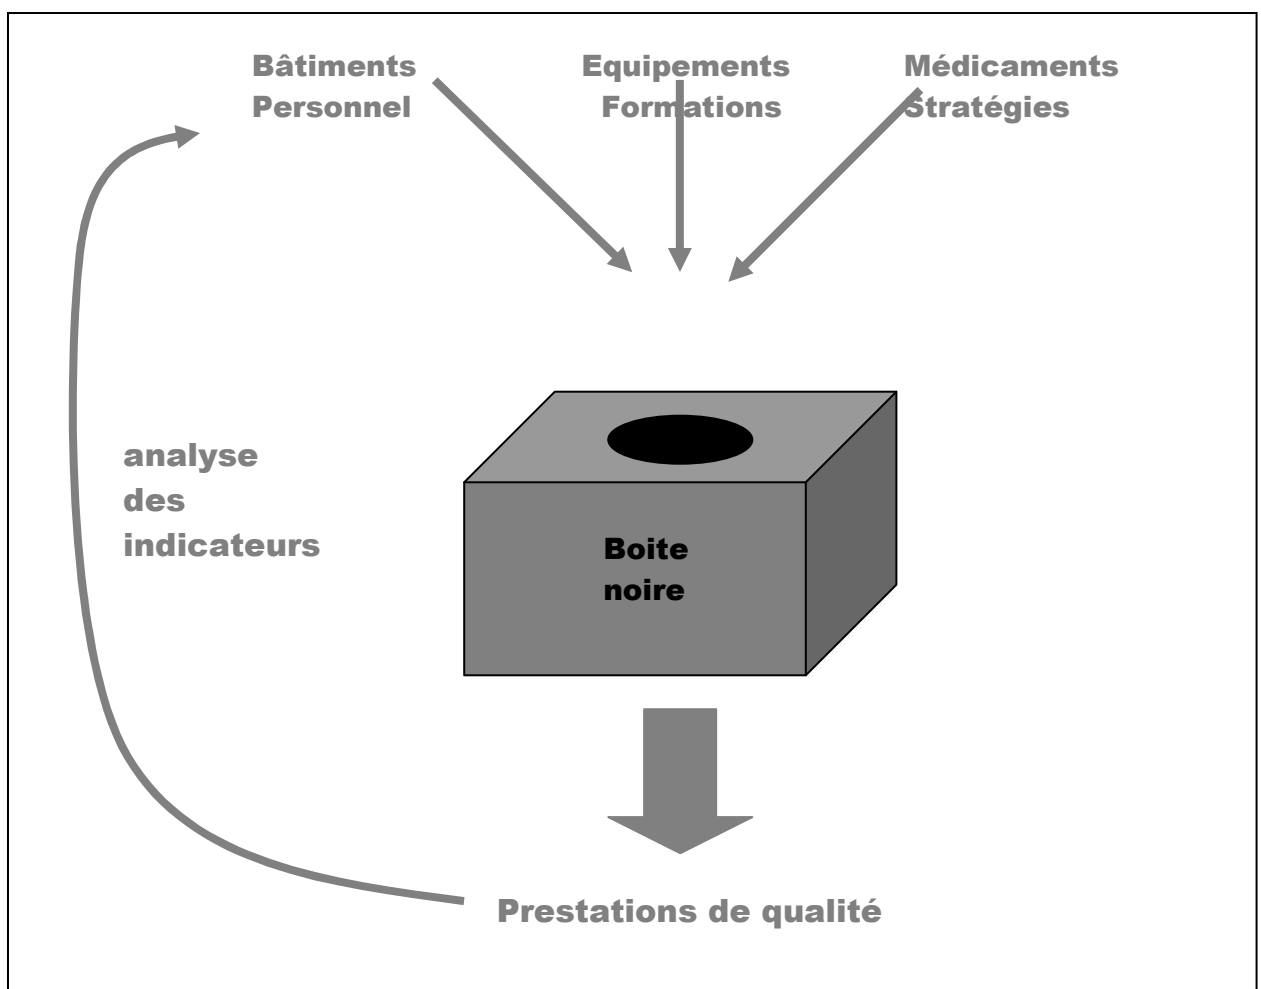 Bâtiments
Personnel
Equipements
Formations
Médicaments
Stratégies
analyse
des
indicateurs
Boite
noire
Prestations de qualité